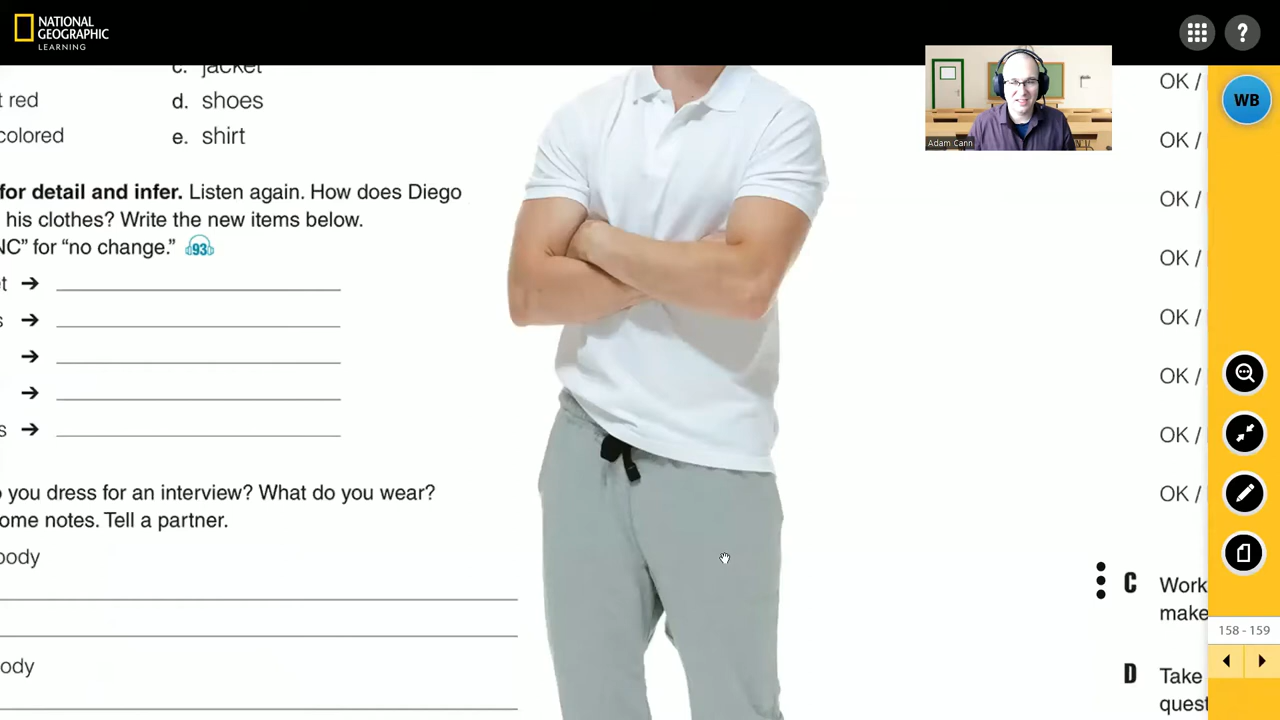 NATIONAL
GEOGRAPHIC
LEARNING
c. jacket
t red
d. shoes
colored
e. shirt
for detail and infer. Listen again. How does Diego
his clothes? Write the new items below.
NC" for "no change." 93
t →
s →
→
→
s →
you dress for an interview? What do you wear?
ome notes. Tell a partner.
body
ody
Adam Cann
OK /
OK /
OK /
OK /
OK /
OK /
OK /
OK /
C Work
make
D Take
quest
?
WB
158 - 159